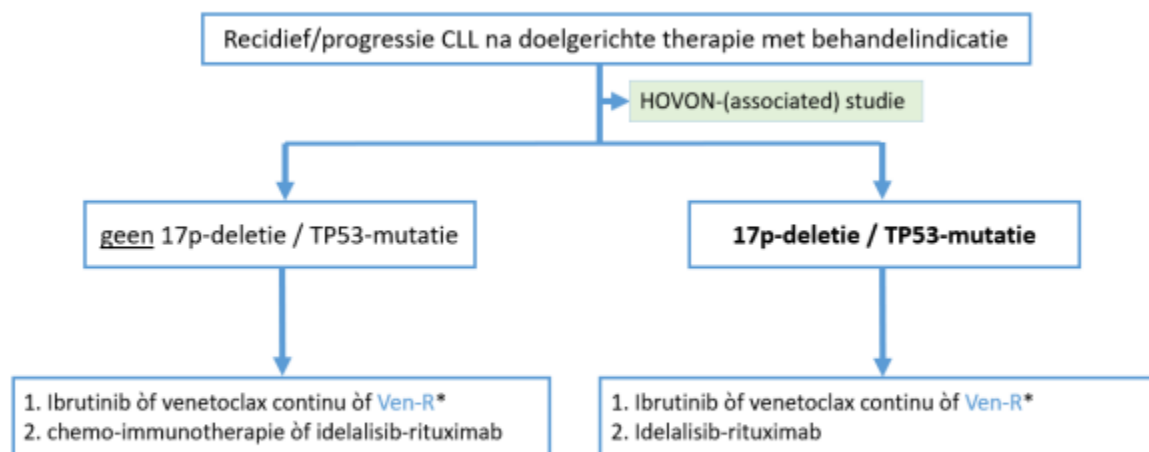 Recidief/progressie CLL na doelgerichte therapie met behandelindicatie
HOVON-(associated) studie
geen 17p-deletie / TP53-mutatie
17p-deletie / TP53-mutatie
1. Ibrutinib òf venetoclax continu òf Ven-R*
2. chemo-immunotherapie òf idelalisib-rituximab
1. Ibrutinib òf venetoclax continu òf Ven-R*
2. Idelalisib-rituximab